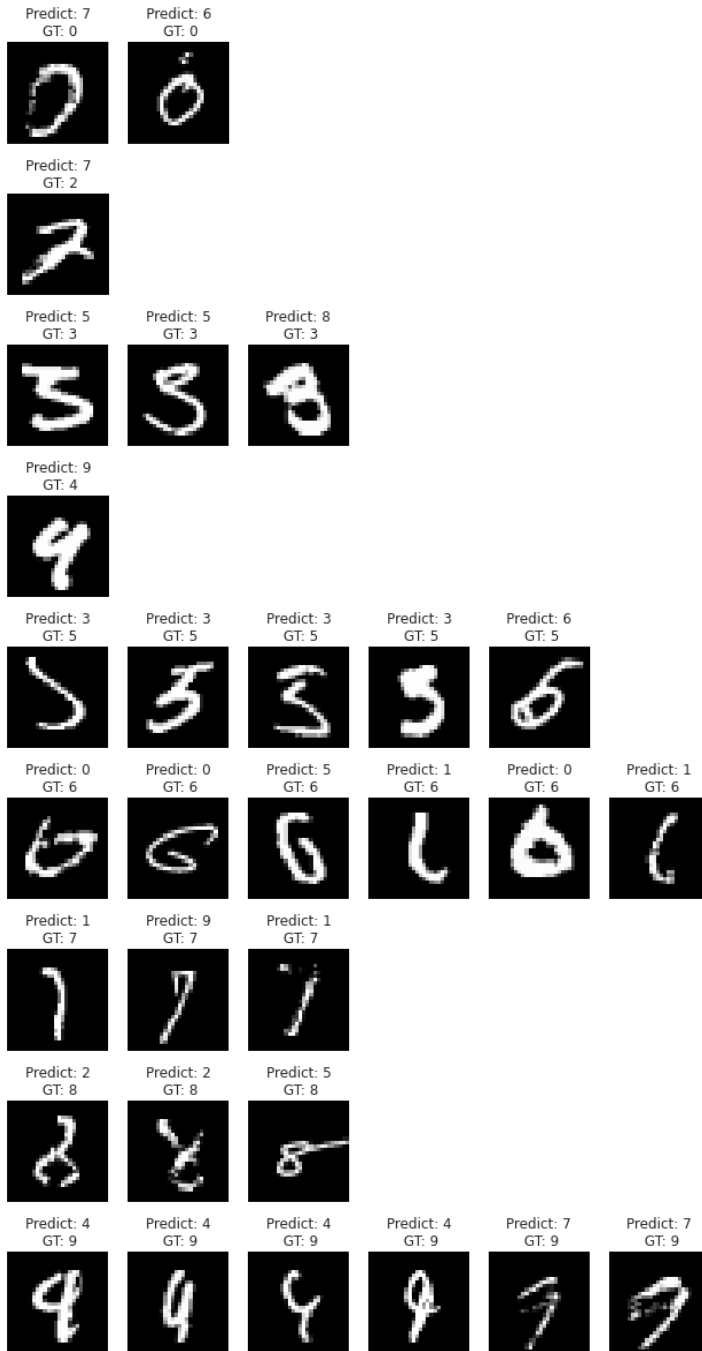 Predict: 7 Predict: 6
GT: 0 GT: 0
Predict: 7
GT: 2
Predict: 5 Predict: 5 Predict: 8
GT: 3 GT: 3 GT: 3
Predict: 9
GT: 4
Predict: 3 Predict: 3 Predict: 3 Predict: 3 Predict: 6
GT: 5 GT: 5 GT: 5 GT: 5 GT: 5
Predict: 0 Predict: 0 Predict: 5 Predict: 1 Predict: 0 Predict: 1
GT: 6 GT: 6 GT: 6 GT: 6 GT: 6 GT: 6
Predict: 1 Predict: 9 Predict: 1
GT: 7 GT: 7 GT: 7
Predict: 2 Predict: 2 Predict: 5
GT: 8 GT: 8 GT: 8
Predict: 4 Predict: 4 Predict: 4 Predict: 4 Predict: 7 Predict: 7
GT: 9 GT: 9 GT: 9 GT: 9 GT: 9 GT: 9